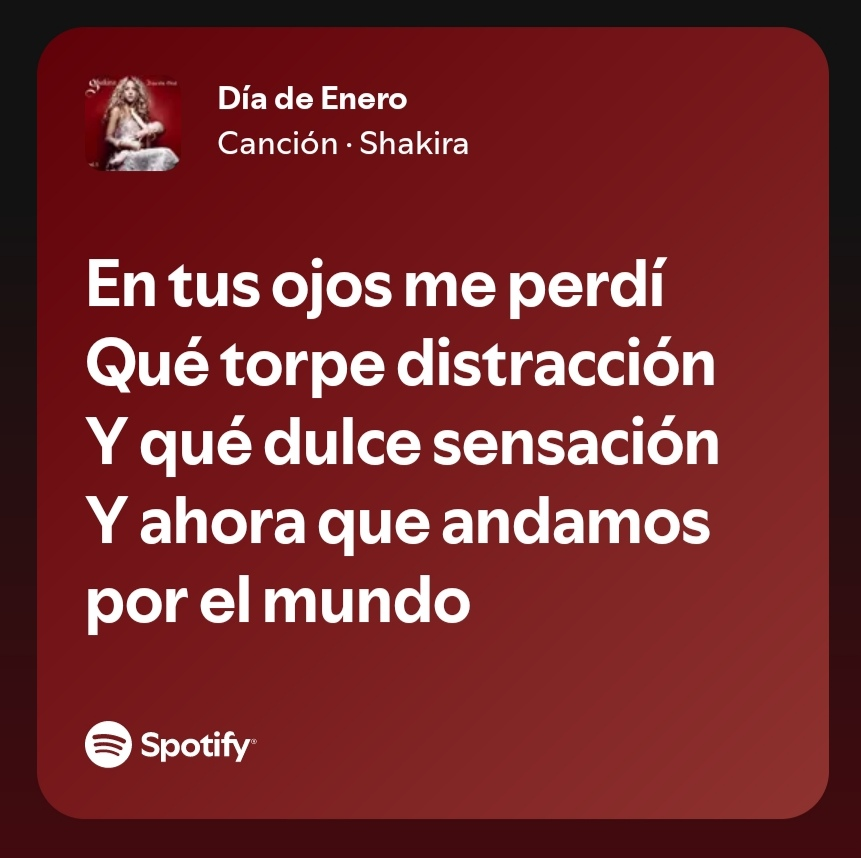 Día de Enero
Canción · Shakira
En tus ojos me perdí
Qué torpe distracción
Y qué dulce sensación
Y ahora que andamos
por el mundo
Spotify®